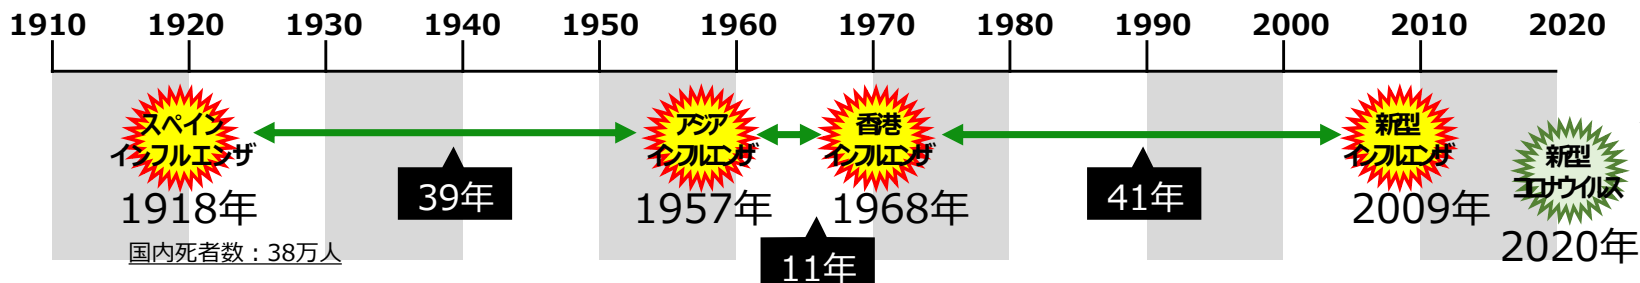 1910 1920 1930 1940 1950 1960 1970 1980 1990 2000 2010 2020
スペイン
インフルエンザ
1918年
国内死者数：38万人
39年
アジア
インフルエンザ
1957年
11年
香港
インフルエンザ
1968年
41年
新型
インフルエンザ
2009年
新型
コロナウイルス
2020年